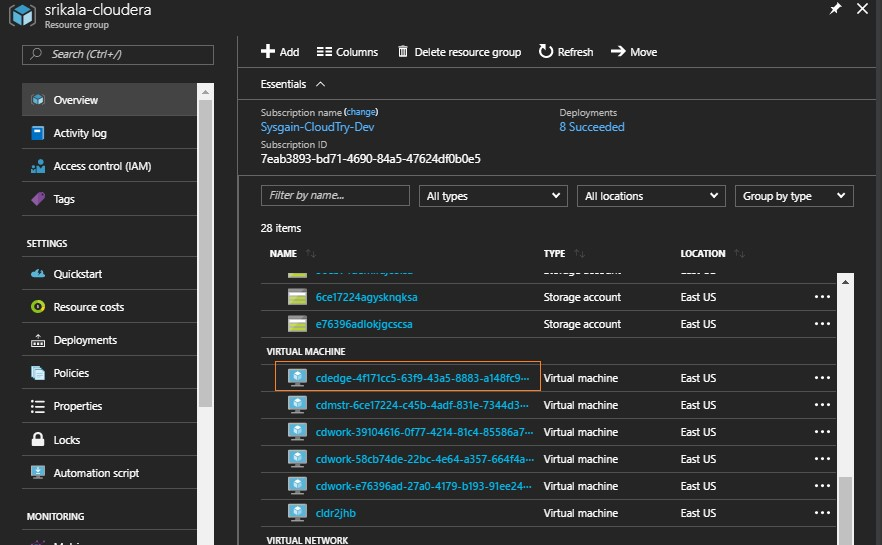 srikala-cloudera
Resource group
Search (Ctrl+/)
Overview
Activity log
Access control (IAM)
Tags
SETTINGS
Quickstart
Resource costs
Deployments
Policies
Properties
Locks
Automation script
MONITORING
Add Columns Delete resource group Refresh Move
Essentials
Subscription name (change) Deployments
Sysgain-CloudTry-Dev 8 Succeeded
Subscription ID
7eab3893-bd71-4690-84a5-47624df0b0e5
Filter by name... All types All locations Group by type
28 items
NAME TYPE LOCATION
6ce17224agysknqksa Storage account East US ...
e76396adlokjgcscsa Storage account East US ...
VIRTUAL MACHINE
cdedge-4f171cc5-63f9-43a5-8883-a148fc9... Virtual machine East US ...
cdmstr-6ce17224-c45b-4adf-831e-7344d3... Virtual machine East US ...
cdwork-39104616-0f77-4214-81c4-85586a7... Virtual machine East US ...
cdwork-58cb74de-22bc-4e64-a357-664f4a... Virtual machine East US ...
cdwork-e76396ad-27a0-4179-b193-91ee24... Virtual machine East US ...
cldr2jhb Virtual machine East US ...
VIRTUAL NETWORK